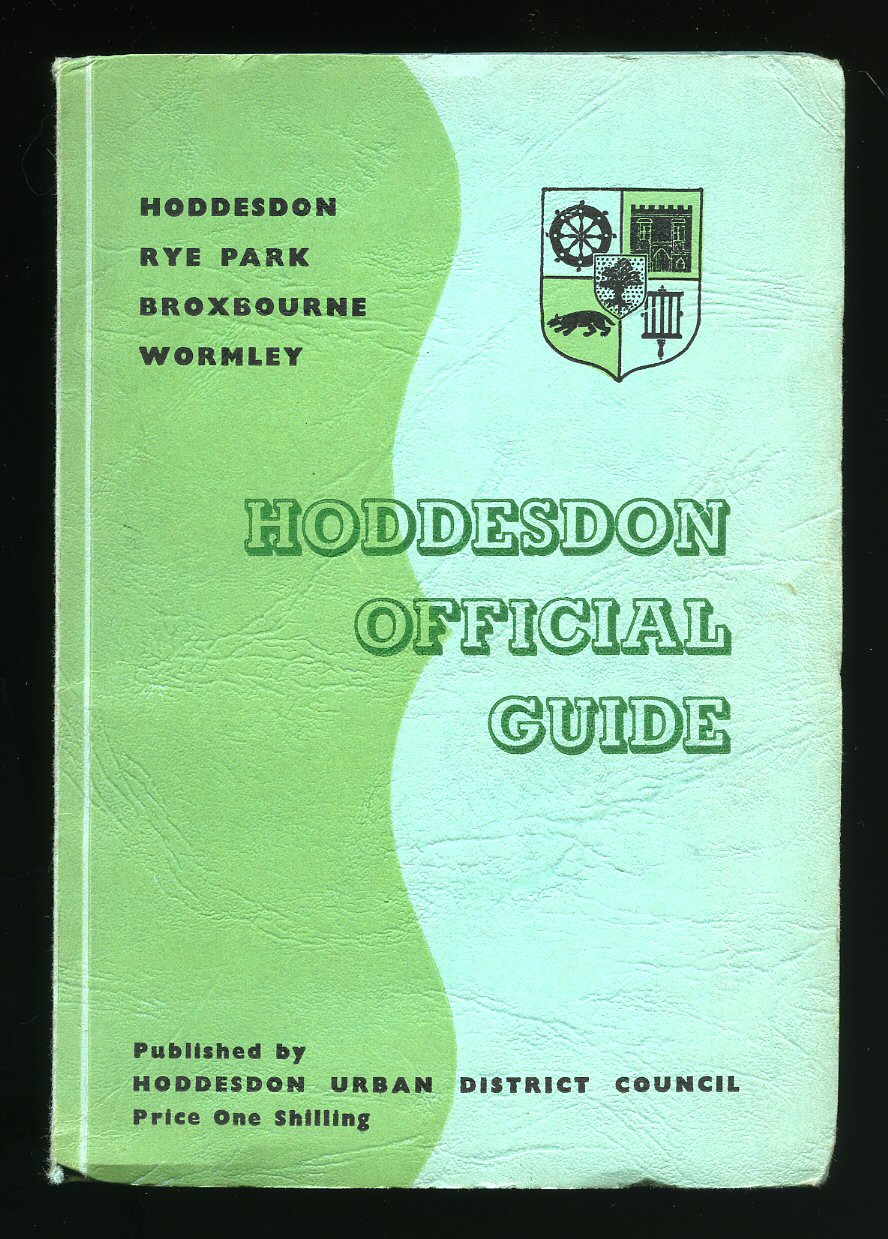 HODDESDON
RYE PARK
BROXBOURNE
WORMLEY
HODDESDON
OFFICIAL
GUIDE
Published by
HODDESDON URBAN DISTRICT COUNCIL
Price One Shilling